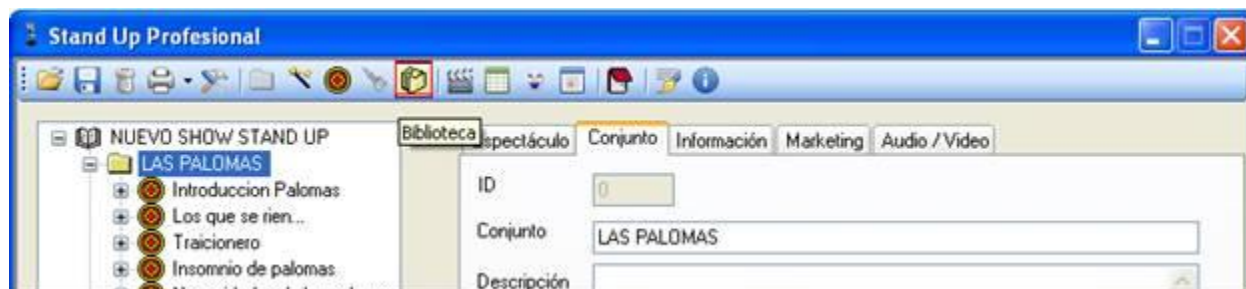 Stand Up Profesional
Biblioteca
NUEVO SHOW STAND UP
LAS PALOMAS
Introduccion Palomas
Los que se rien...
Traicionero
Insomnio de palomas
spectáculo Conjunto Información Marketing Audio / Video
ID 0
Conjunto LAS PALOMAS
Descripción